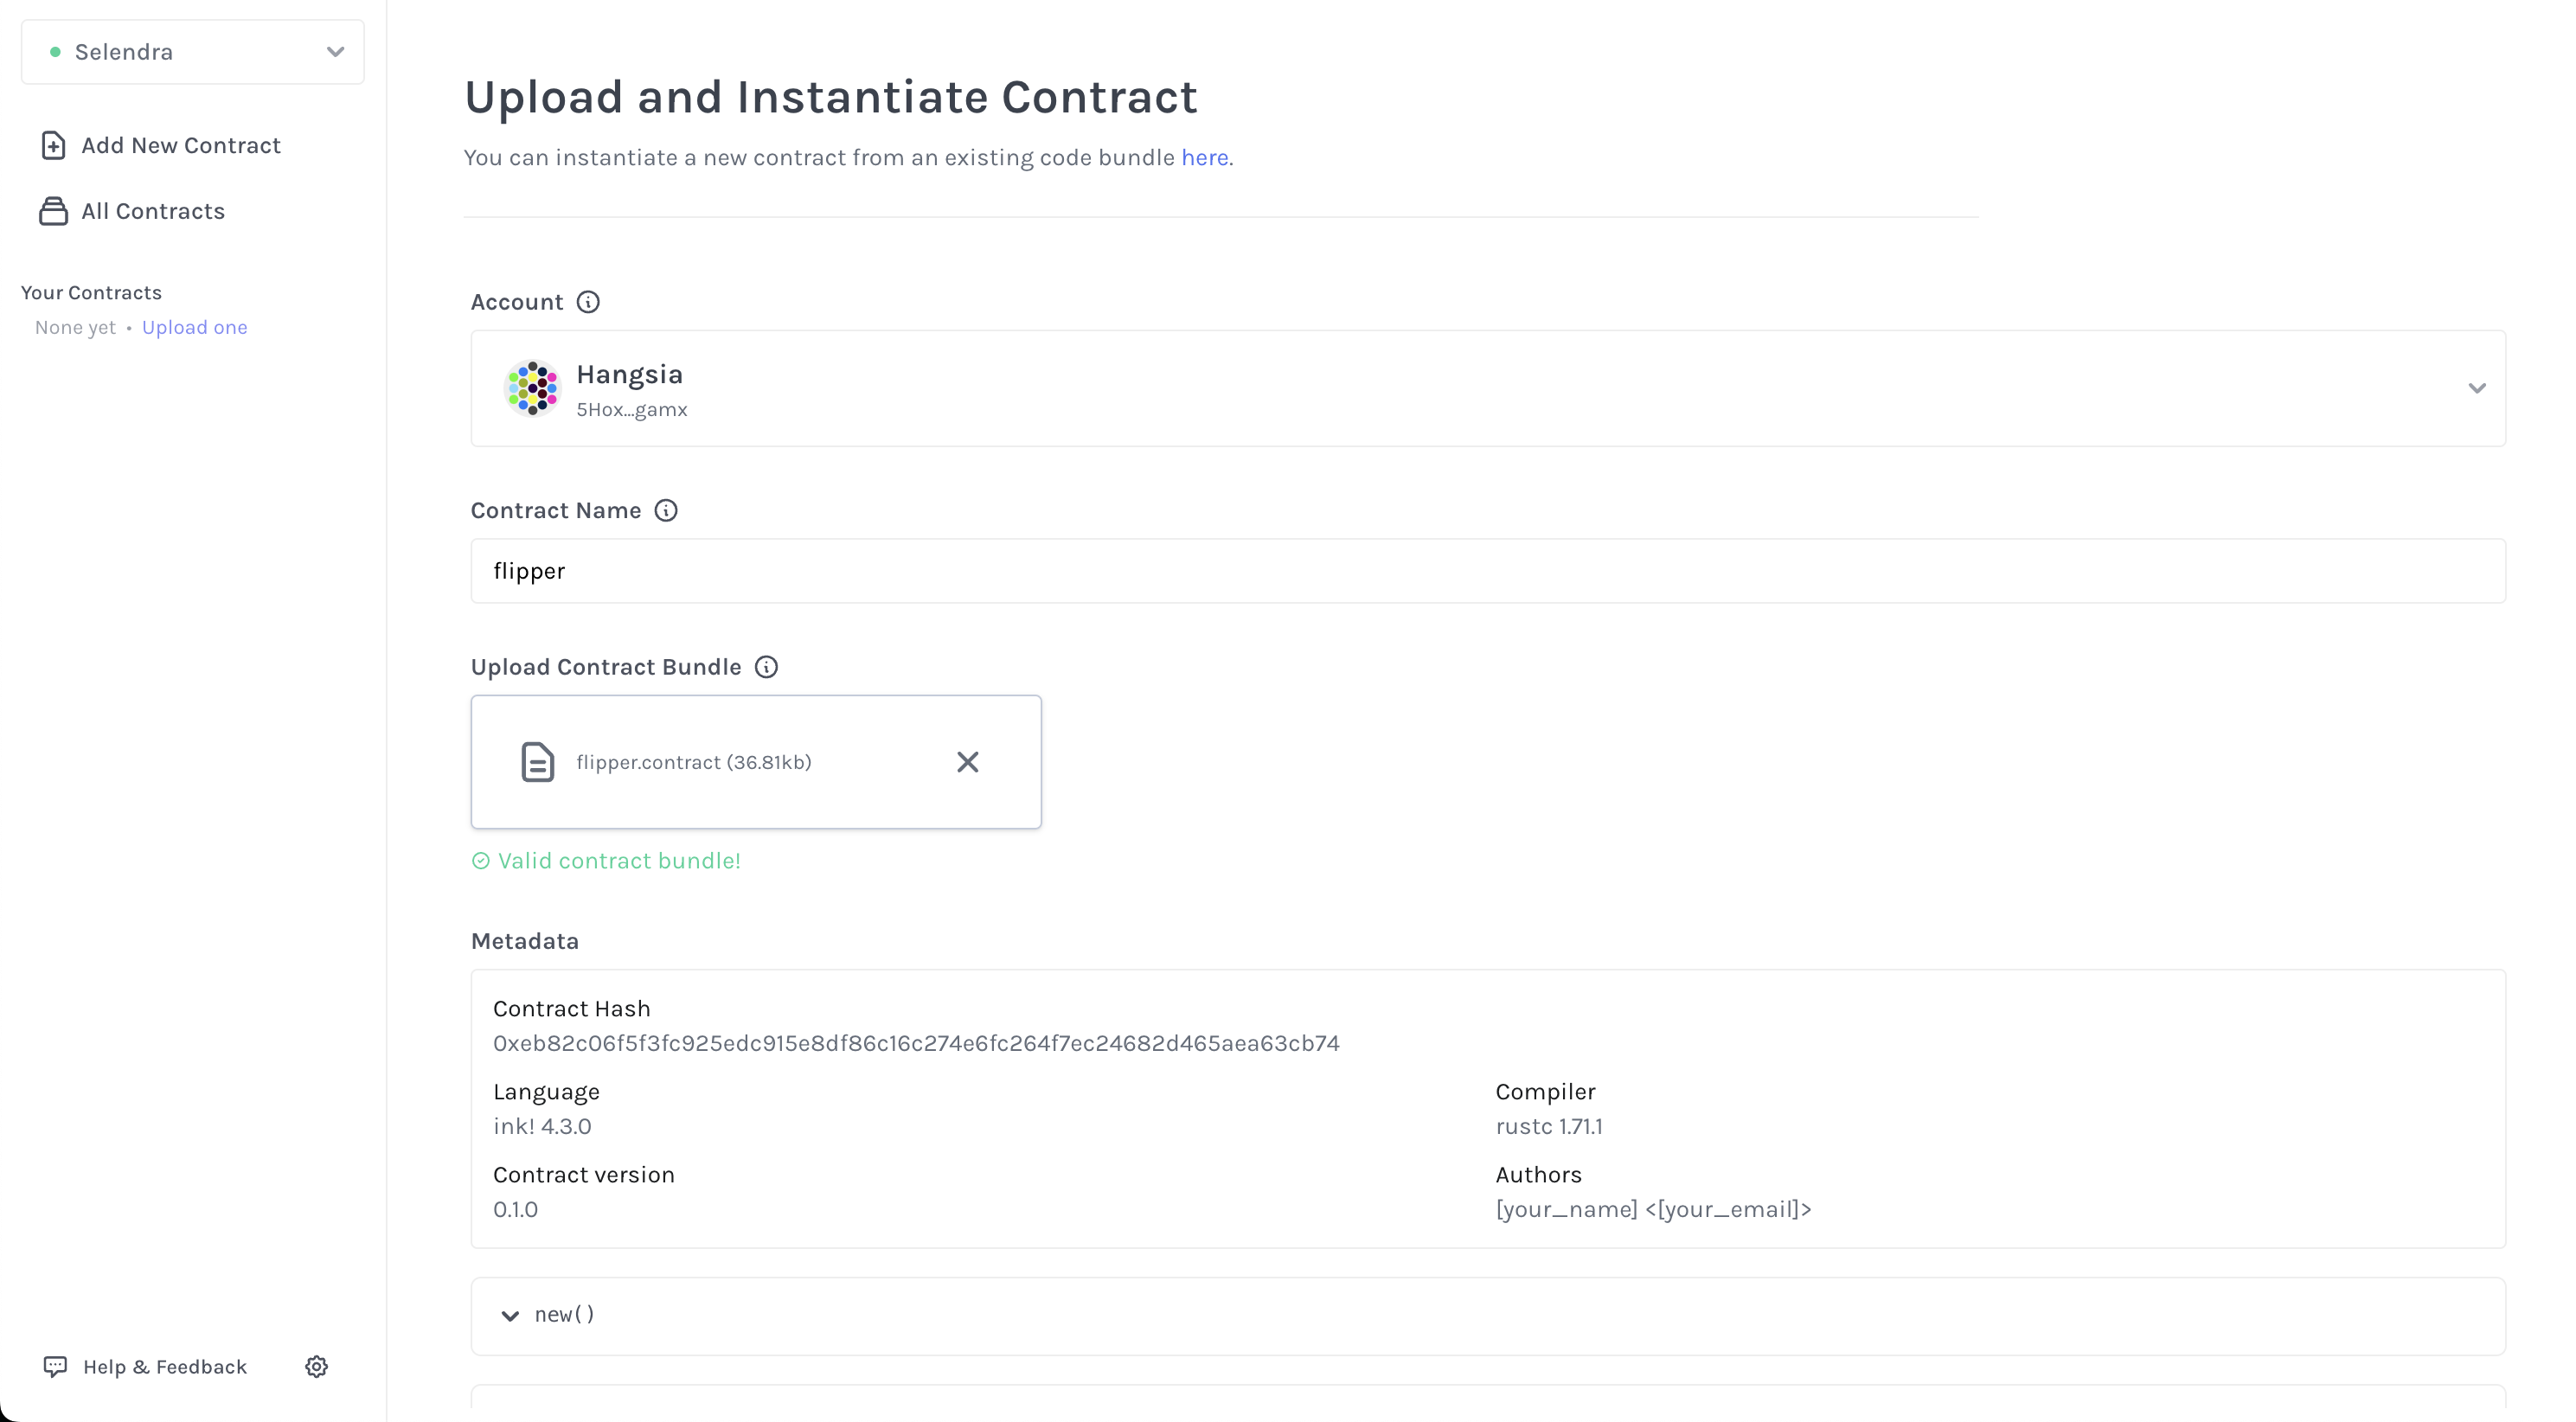 Selendra
Add New Contract
All Contracts
Your Contracts
None yet • Upload one
Help & Feedback
Upload and Instantiate Contract
You can instantiate a new contract from an existing code bundle here.
Account
Hangsia
5Hox...gamx
Contract Name
flipper
Upload Contract Bundle
flipper.contract (36.81kb)
Valid contract bundle!
Metadata
Contract Hash
0xeb82c06f5f3fc925edc915e8df86c16c274e6fc264f7ec24682d465aea63cb74
Language
ink! 4.3.0
Compiler
rustc 1.71.1
Contract version
0.1.0
Authors
[your_name] <[your_email]>
new()